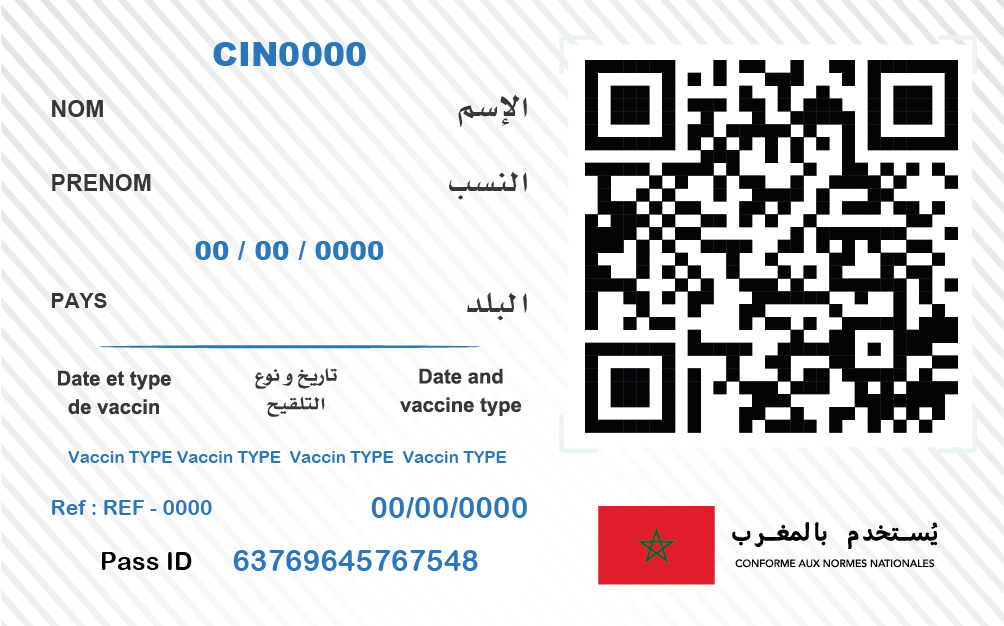 CIN0000
NOM الإسم
PRENOM النسب
00 / 00 / 0000
PAYS البلد
Date et type تاريخ و نوع Date and
de vaccin التلقيح vaccine type
Vaccin TYPE Vaccin TYPE Vaccin TYPE Vaccin TYPE
Ref : REF - 0000 00/00/0000
Pass ID 63769645767548
يُستخدم بالمغرب
CONFORME AUX NORMES NATIONALES